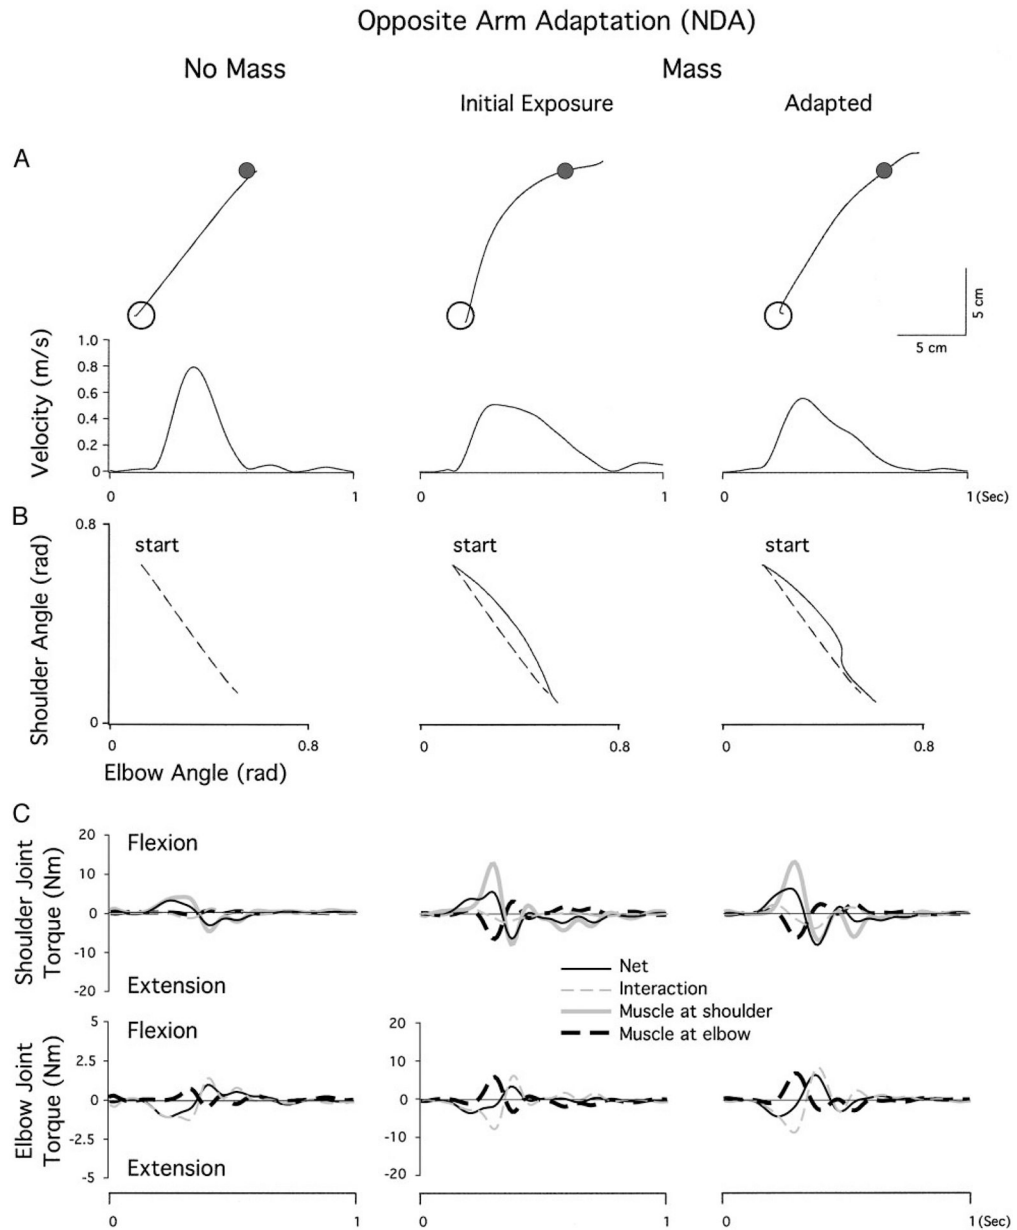 Opposite Arm Adaptation (NDA)
No Mass
Mass
Initial Exposure
Adapted
A
5 cm
5 cm
Velocity (m/s)
1.0
0.8
0.6
0.4
0.2
0
0 1 0 1 0 1 (Sec)
B
Shoulder Angle (rad)
0.8
start start start
0
0 0.8 0 0.8 0 0.8
Elbow Angle (rad)
C
Shoulder Joint
Torque (Nm)
20
10
0
-10
-20
Flexion
Extension
Net
Interaction
Muscle at shoulder
Muscle at elbow
Elbow Joint
Torque (Nm)
5
2.5
0
-2.5
-5
Flexion
Extension
20
10
0
-10
-20
0 1 0 1 0 1 (Sec)